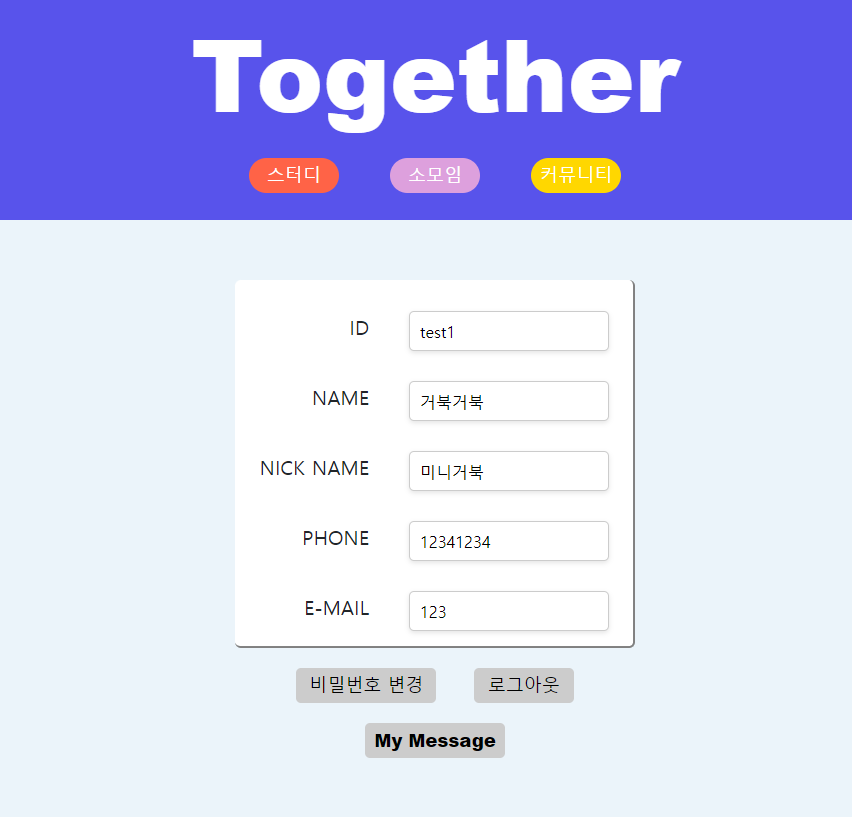 Together
스터디 소모임 커뮤니티
ID test1
NAME 거북거북
NICK NAME 미니거북
PHONE 12341234
E-MAIL 123
비밀번호 변경 로그아웃
My Message